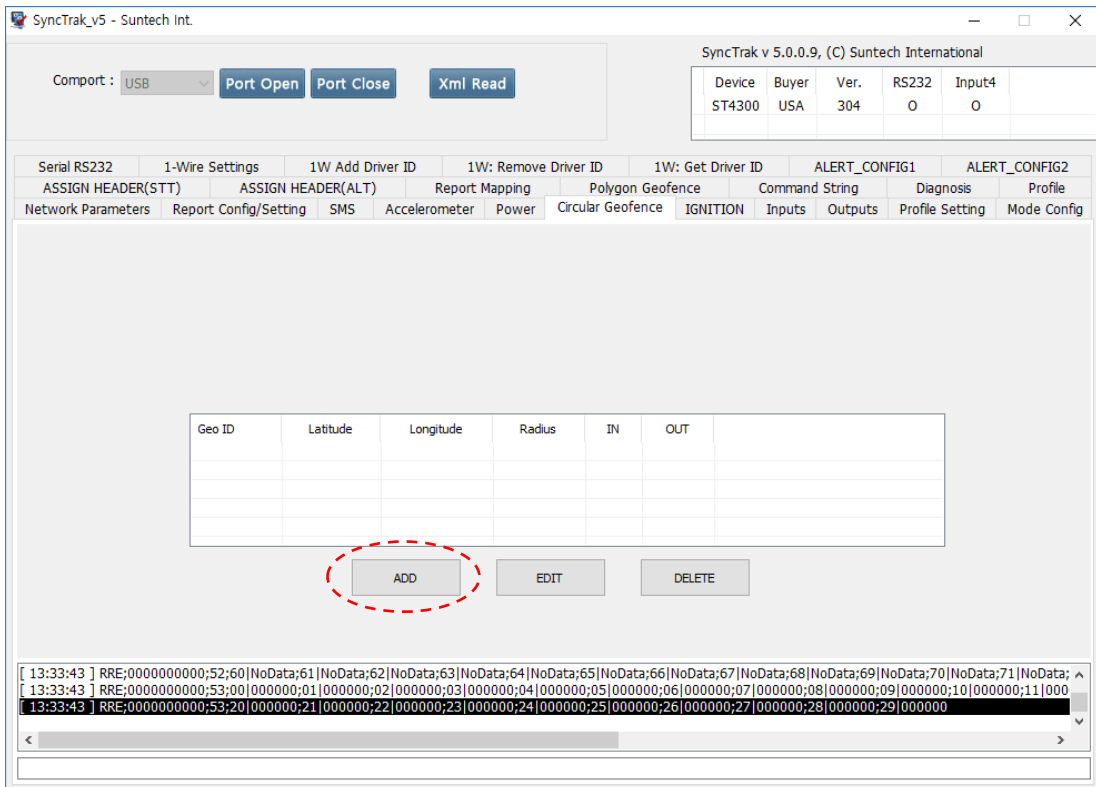 SyncTrak_v5 - Suntech Int.
SyncTrak v 5.0.0.9, (C) Suntech International
Comport : USB Port Open Port Close Xml Read
Device Buyer Ver. RS232 Input4
ST4300 USA 304 O O
Serial RS232 1-Wire Settings 1W Add Driver ID 1W: Remove Driver ID 1W: Get Driver ID ALERT_CONFIG1 ALERT_CONFIG2
ASSIGN HEADER(STT) ASSIGN HEADER(ALT) Report Mapping Polygon Geofence Command String Diagnosis Profile
Network Parameters Report Config/Setting SMS Accelerometer Power Circular Geofence IGNITION Inputs Outputs Profile Setting Mode Config
Geo ID Latitude Longitude Radius IN OUT
ADD EDIT DELETE
[ 13:33:43 ] RRE;0000000000;52;60|NoData;61|NoData;62|NoData;63|NoData;64|NoData;65|NoData;66|NoData;67|NoData;68|NoData;69|NoData;70|NoData;71|NoData;
[ 13:33:43 ] RRE;0000000000;53;00|000000;01|000000;02|000000;03|000000;04|000000;05|000000;06|000000;07|000000;08|000000;09|000000;10|000000;11|000
[ 13:33:43 ] RRE;0000000000;53;20|000000;21|000000;22|000000;23|000000;24|000000;25|000000;26|000000;27|000000;28|000000;29|000000